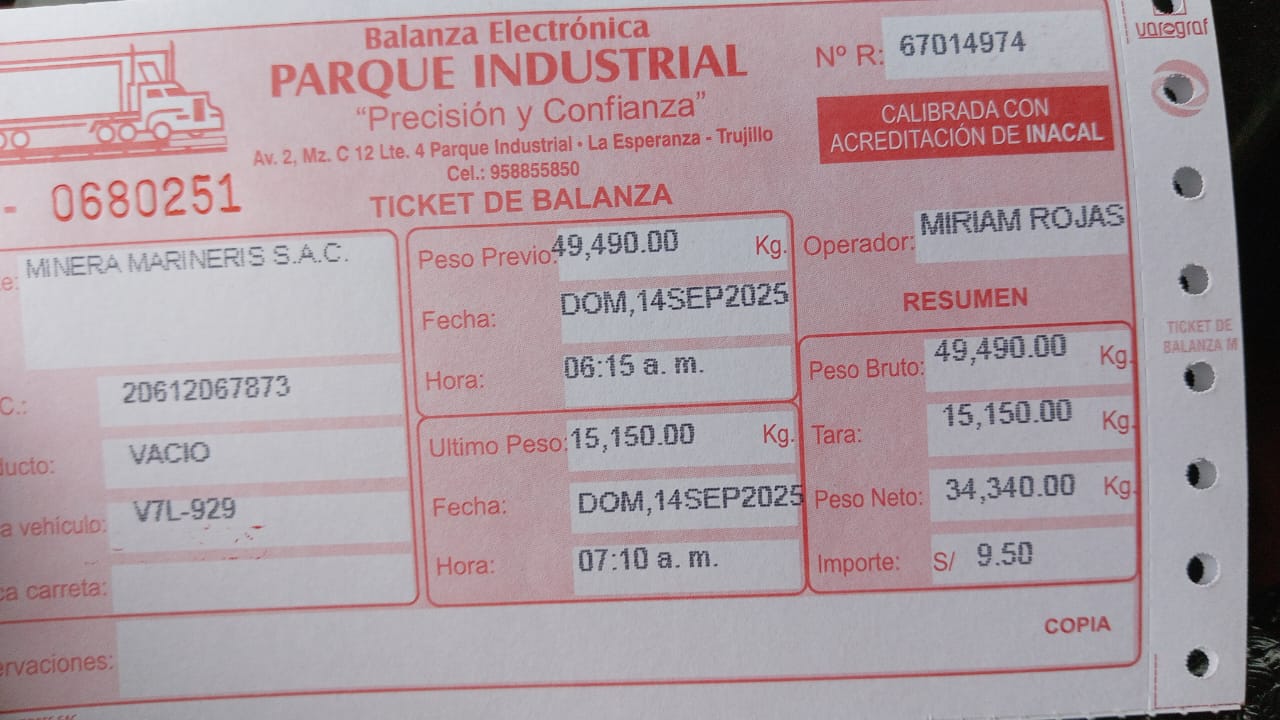 Balanza Electrónica
PARQUE INDUSTRIAL
"Precisión y Confianza"
Av. 2, Mz. C 12 Lte. 4 Parque Industrial • La Esperanza - Trujillo
Cel.: 958855850
Nº R: 67014974
CALIBRADA CON
ACREDITACIÓN DE INACAL
varograf
- 0680251
TICKET DE BALANZA
e: MINERA MARINERIS S.A.C.
C.: 20612067873
ducto: VACIO
a vehículo: V7L-929
ca carreta:
ervaciones:
Peso Previo: 49,490.00 Kg.
Fecha: DOM,14SEP2025
Hora: 06:15 a. m.
Ultimo Peso: 15,150.00 Kg.
Fecha: DOM,14SEP2025
Hora: 07:10 a. m.
Operador: MIRIAM ROJAS
RESUMEN
Peso Bruto: 49,490.00 Kg.
Tara: 15,150.00 Kg.
Peso Neto: 34,340.00 Kg.
Importe: S/ 9.50
COPIA
TICKET DE
BALANZA M